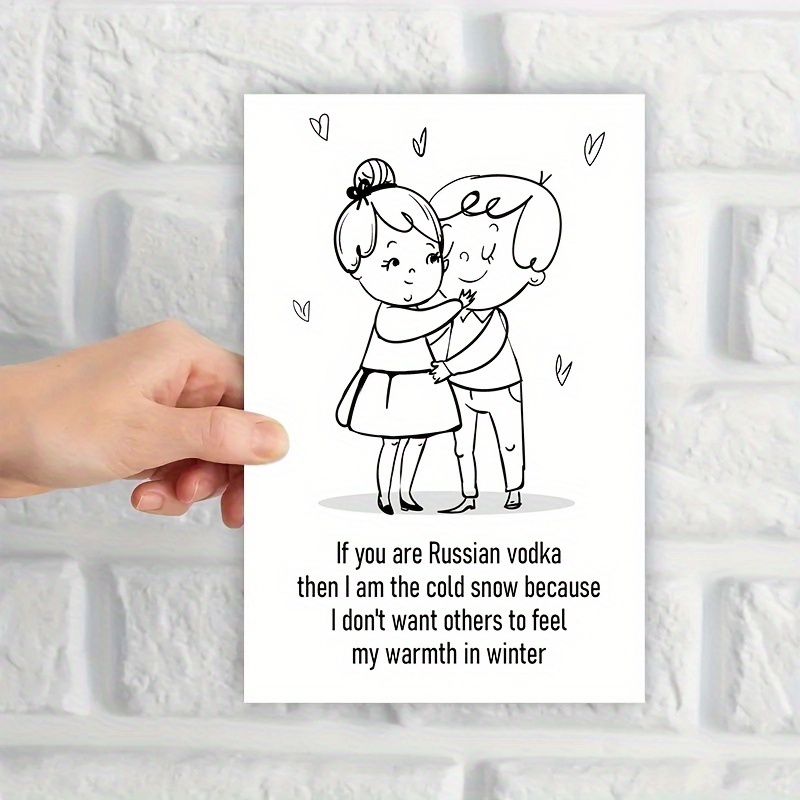 If you are Russian vodka
then I am the cold snow because
I don't want others to feel
my warmth in winter